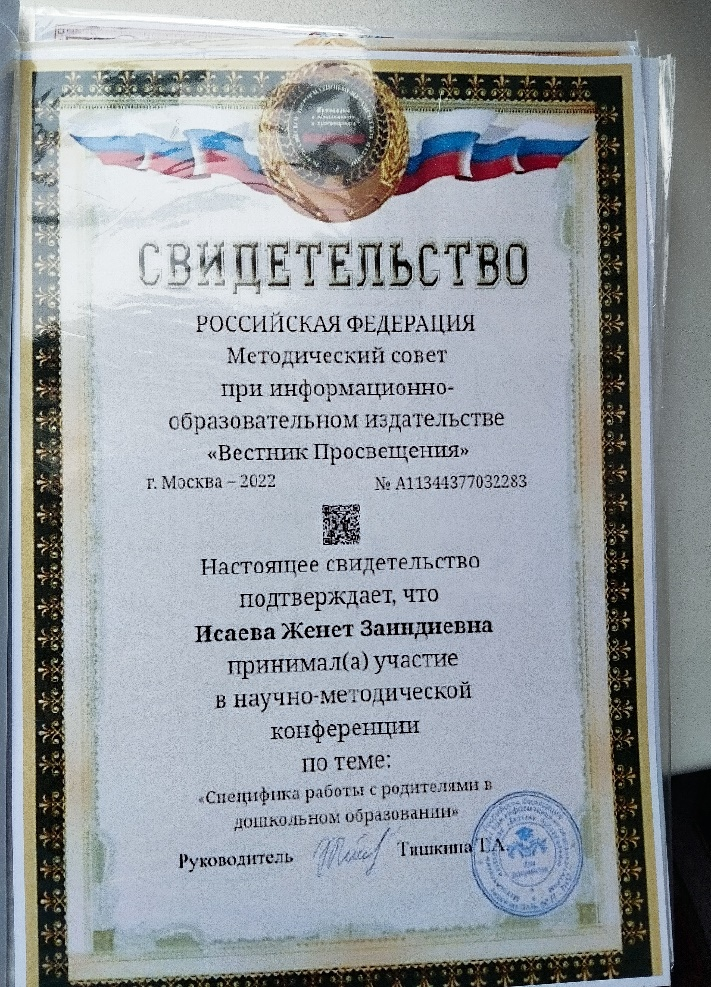 СВИДЕТЕЛЬСТВО
РОССИЙСКАЯ ФЕДЕРАЦИЯ
Методический совет
при информационно-
образовательном издательстве
«Вестник Просвещения»
г. Москва – 2022 № А11344377032283
Настоящее свидетельство
подтверждает, что
Исаева Женет Заиндиевна
принимал(а) участие
в научно-методической
конференции
по теме:
«Специфика работы с родителями в
дошкольном образовании»
Руководитель Тишкина Т.А.